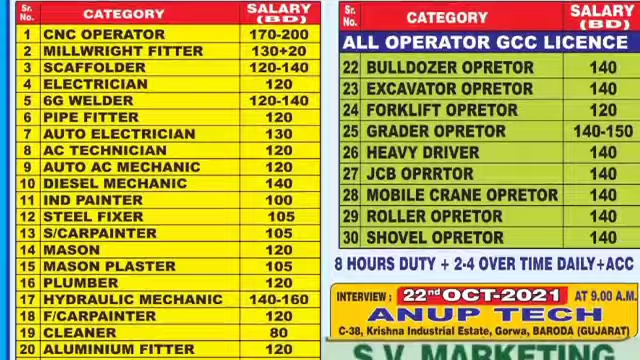 Sr. No. CATEGORY SALARY (BD)
1 CNC OPERATOR 170-200
2 MILLWRIGHT FITTER 130+20
3 SCAFFOLDER 120-140
4 ELECTRICIAN 120
5 6G WELDER 120-140
6 PIPE FITTER 120
7 AUTO ELECTRICIAN 130
8 AC TECHNICIAN 120
9 AUTO AC MECHANIC 120
10 DIESEL MECHANIC 140
11 IND PAINTER 100
12 STEEL FIXER 105
13 S/CARPAINTER 105
14 MASON 120
15 MASON PLASTER 105
16 PLUMBER 120
17 HYDRAULIC MECHANIC 140-160
18 F/CARPAINTER 120
19 CLEANER 80
20 ALUMINIUM FITTER 120
Sr. No. CATEGORY SALARY (BD)
ALL OPERATOR GCC LICENCE
22 BULLDOZER OPRETOR 140
23 EXCAVATOR OPRETOR 140
24 FORKLIFT OPRETOR 120
25 GRADER OPRETOR 140-150
26 HEAVY DRIVER 140
27 JCB OPRRTOR 140
28 MOBILE CRANE OPRETOR 140
29 ROLLER OPRETOR 140
30 SHOVEL OPRETOR 140
8 HOURS DUTY + 2-4 OVER TIME DAILY+ACC
INTERVIEW : 22nd OCT-2021 AT 9.00 A.M.
ANUP TECH
C-38, Krishna Industrial Estate, Gorwa, BARODA (GUJARAT)
S.V. MARKETING